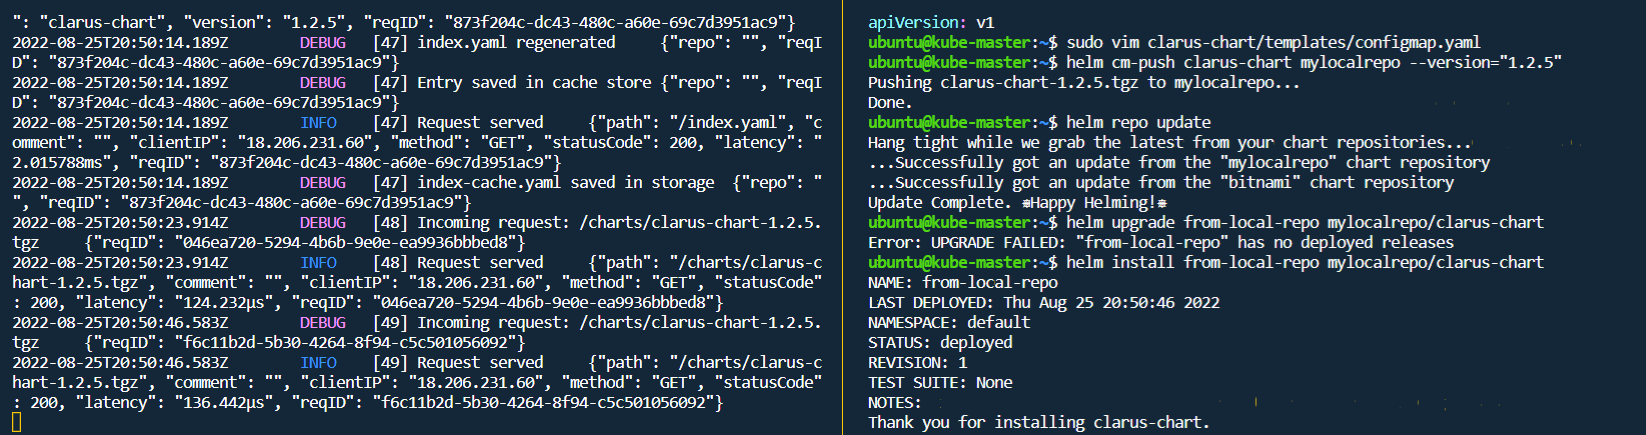 ": "clarus-chart", "version": "1.2.5", "reqID": "873f204c-dc43-480c-a60e-69c7d3951ac9"}
2022-08-25T20:50:14.189Z        DEBUG   [47] index.yaml regenerated     {"repo": "", "reqI
D": "873f204c-dc43-480c-a60e-69c7d3951ac9"}
2022-08-25T20:50:14.189Z        DEBUG   [47] Entry saved in cache store {"repo": "", "reqI
D": "873f204c-dc43-480c-a60e-69c7d3951ac9"}
2022-08-25T20:50:14.189Z        INFO    [47] Request served     {"path": "/index.yaml", "c
omment": "", "clientIP": "18.206.231.60", "method": "GET", "statusCode": 200, "latency": "
2.015788ms", "reqID": "873f204c-dc43-480c-a60e-69c7d3951ac9"}
2022-08-25T20:50:14.189Z        DEBUG   [47] index-cache.yaml saved in storage  {"repo": "
", "reqID": "873f204c-dc43-480c-a60e-69c7d3951ac9"}
2022-08-25T20:50:23.914Z        DEBUG   [48] Incoming request: /charts/clarus-chart-1.2.5.
tgz     {"reqID": "046ea720-5294-4b6b-9e0e-ea9936bbbed8"}
2022-08-25T20:50:23.914Z        INFO    [48] Request served     {"path": "/charts/clarus-c
hart-1.2.5.tgz", "comment": "", "clientIP": "18.206.231.60", "method": "GET", "statusCode"
: 200, "latency": "124.232µs", "reqID": "046ea720-5294-4b6b-9e0e-ea9936bbbed8"}
2022-08-25T20:50:46.583Z        DEBUG   [49] Incoming request: /charts/clarus-chart-1.2.5.
tgz     {"reqID": "f6c11b2d-5b30-4264-8f94-c5c501056092"}
2022-08-25T20:50:46.583Z        INFO    [49] Request served     {"path": "/charts/clarus-c
hart-1.2.5.tgz", "comment": "", "clientIP": "18.206.231.60", "method": "GET", "statusCode"
: 200, "latency": "136.442µs", "reqID": "f6c11b2d-5b30-4264-8f94-c5c501056092"}
apiVersion: v1
ubuntu@kube-master:~$ sudo vim clarus-chart/templates/configmap.yaml
ubuntu@kube-master:~$ helm cm-push clarus-chart mylocalrepo --version="1.2.5"
Pushing clarus-chart-1.2.5.tgz to mylocalrepo...
Done.
ubuntu@kube-master:~$ helm repo update
Hang tight while we grab the latest from your chart repositories...
...Successfully got an update from the "mylocalrepo" chart repository
...Successfully got an update from the "bitnami" chart repository
Update Complete. ⎈Happy Helming!⎈
ubuntu@kube-master:~$ helm upgrade from-local-repo mylocalrepo/clarus-chart
Error: UPGRADE FAILED: "from-local-repo" has no deployed releases
ubuntu@kube-master:~$ helm install from-local-repo mylocalrepo/clarus-chart
NAME: from-local-repo
LAST DEPLOYED: Thu Aug 25 20:50:46 2022
NAMESPACE: default
STATUS: deployed
REVISION: 1
TEST SUITE: None
NOTES:
Thank you for installing clarus-chart.